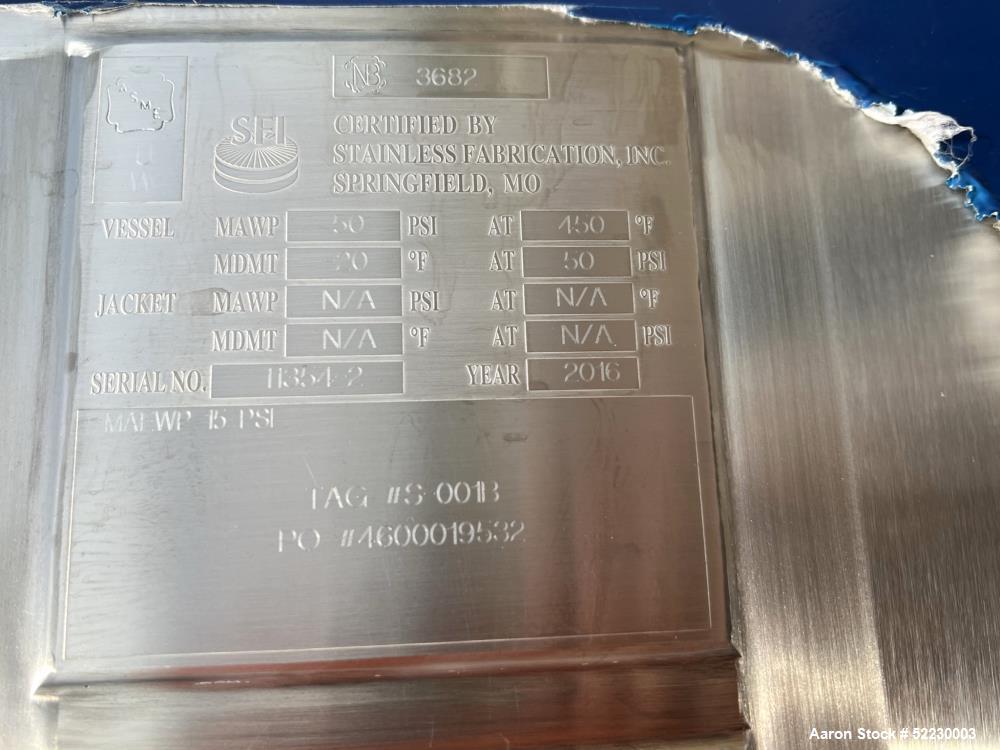 ASME
U
W
NB 3682
SFI
CERTIFIED BY
STAINLESS FABRICATION, INC.
SPRINGFIELD, MO
VESSEL MAWP 50 PSI AT 450 °F
MDMT 20 °F AT 50 PSI
JACKET MAWP N/A PSI AT N/A °F
MDMT N/A °F AT N/A PSI
SERIAL NO. 11354-2 YEAR 2016
MAEWP 15 PSI
TAG #S-001B
PO #4600019532
Aaron Stock # 52230003